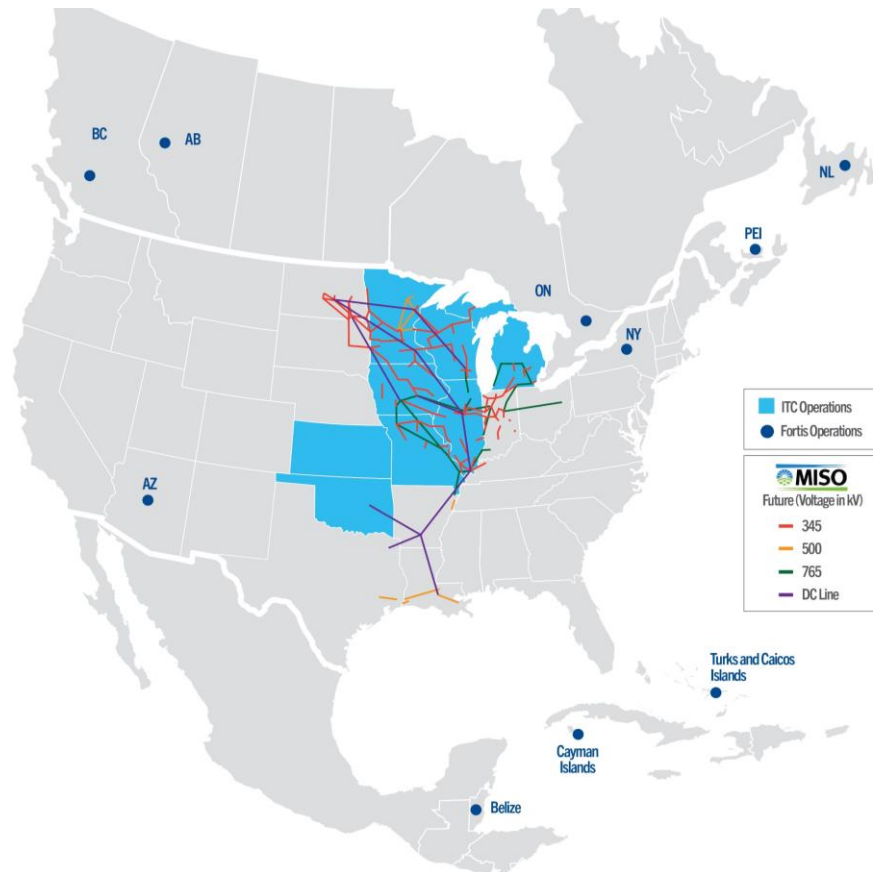 BC
AB
NL
PEI
ON
NY
AZ
ITC Operations
Fortis Operations
MISO
Future (Voltage in kV)
345
500
765
DC Line
Turks and Caicos
Islands
Cayman
Islands
Belize